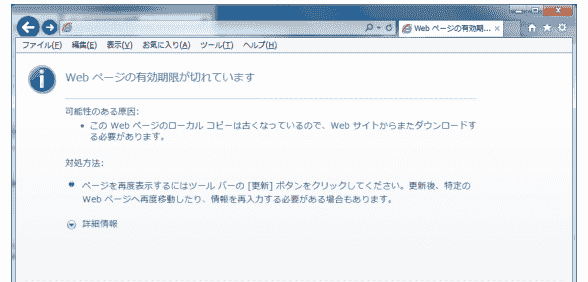 Web ページの有効期... ×
ファイル(F) 編集(E) 表示(V) お気に入り(A) ツール(T) ヘルプ(H)
Web ページの有効期限が切れています
可能性のある原因:
• この Web ページのローカル コピーは古くなっているので、Web サイトからまたダウンロードす
る必要があります。
対処方法:
ページを再度表示するにはツール バーの [更新] ボタンをクリックしてください。更新後、特定の
Web ページへ再度移動したり、情報を再入力する必要がある場合もあります。
詳細情報